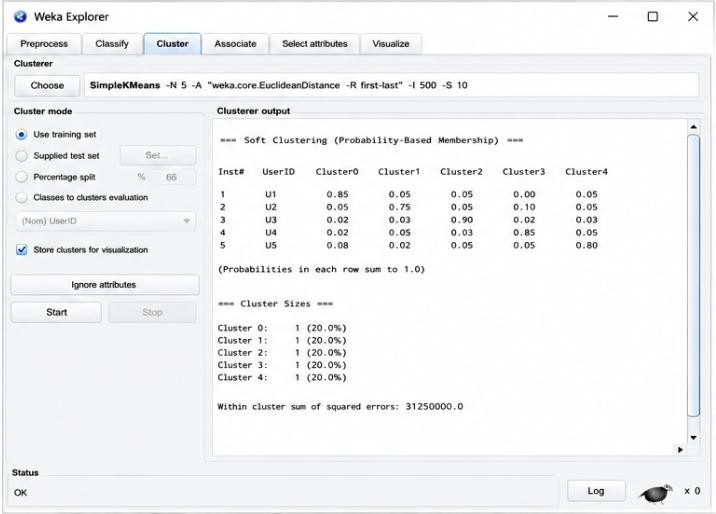 Weka Explorer
Preprocess Classify Cluster Associate Select attributes Visualize
Clusterer
Choose SimpleKMeans -N 5 -A "weka.core.EuclideanDistance -R first-last" -I 500 -S 10
Cluster mode
Use training set
Supplied test set Set...
Percentage split % 66
Classes to clusters evaluation
(Nom) UserID
Store clusters for visualization
Ignore attributes
Start Stop
Clusterer output
=== Soft Clustering (Probability-Based Membership) ===
Inst# UserID Cluster0 Cluster1 Cluster2 Cluster3 Cluster4
1 U1 0.85 0.05 0.05 0.00 0.05
2 U2 0.05 0.75 0.05 0.10 0.05
3 U3 0.02 0.03 0.90 0.02 0.03
4 U4 0.02 0.05 0.03 0.85 0.05
5 U5 0.08 0.02 0.05 0.05 0.80
(Probabilities in each row sum to 1.0)
=== Cluster Sizes ===
Cluster 0: 1 (20.0%)
Cluster 1: 1 (20.0%)
Cluster 2: 1 (20.0%)
Cluster 3: 1 (20.0%)
Cluster 4: 1 (20.0%)
Within cluster sum of squared errors: 31250000.0
Status
OK
Log x 0